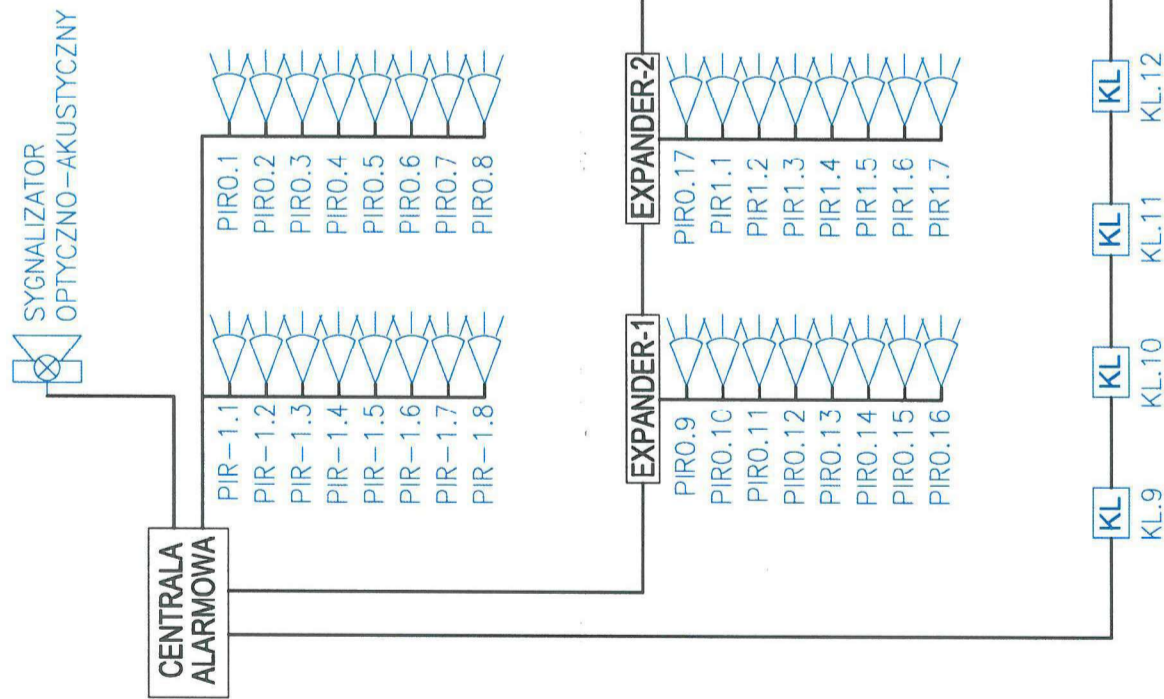 SYGNALIZATOR
OPTYCZNO-AKUSTYCZNY
CENTRALA
ALARMOWA
PIR-1.1
PIR-1.2
PIR-1.3
PIR-1.4
PIR-1.5
PIR-1.6
PIR-1.7
PIR-1.8
PIR0.1
PIR0.2
PIR0.3
PIR0.4
PIR0.5
PIR0.6
PIR0.7
PIR0.8
EXPANDER-1
PIR0.9
PIR0.10
PIR0.11
PIR0.12
PIR0.13
PIR0.14
PIR0.15
PIR0.16
EXPANDER-2
PIR0.17
PIR1.1
PIR1.2
PIR1.3
PIR1.4
PIR1.5
PIR1.6
PIR1.7
KL
KL.9
KL
KL.10
KL
KL.11
KL
KL.12